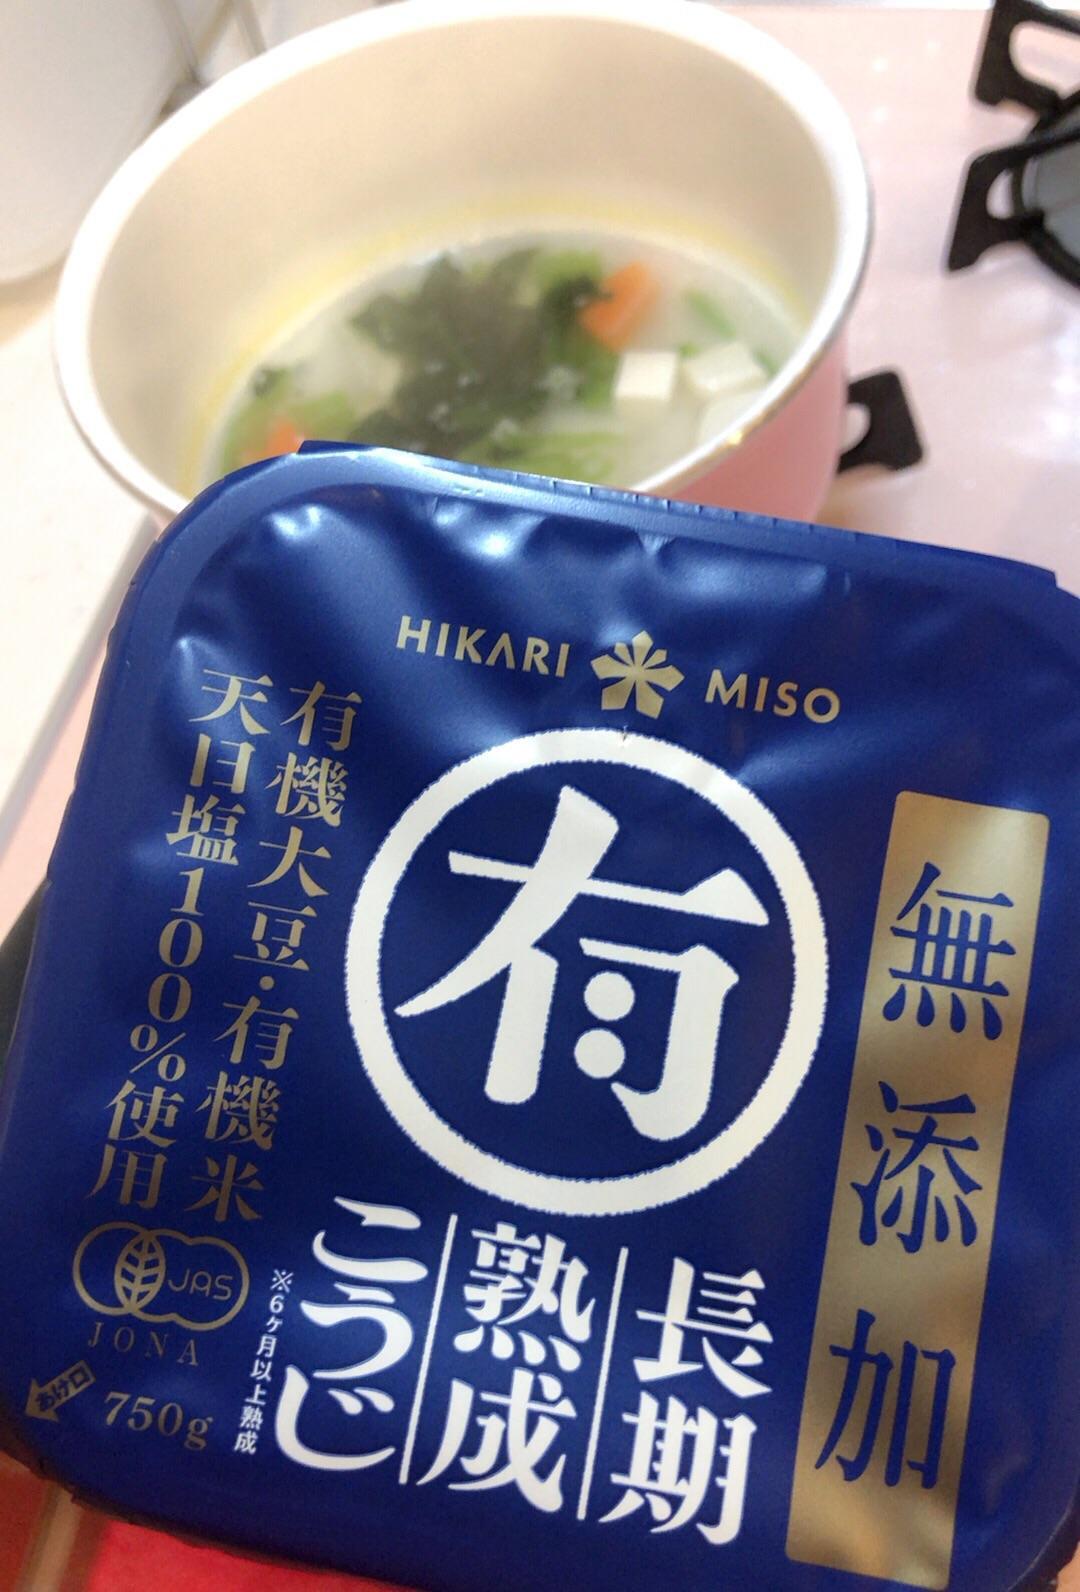 HIKARI MISO
無添加
有
長期
熟成
こうじ
※6ヶ月以上熟成
有機大豆・有機米
天日塩100%使用
JAS
JONA
あけ口
750g